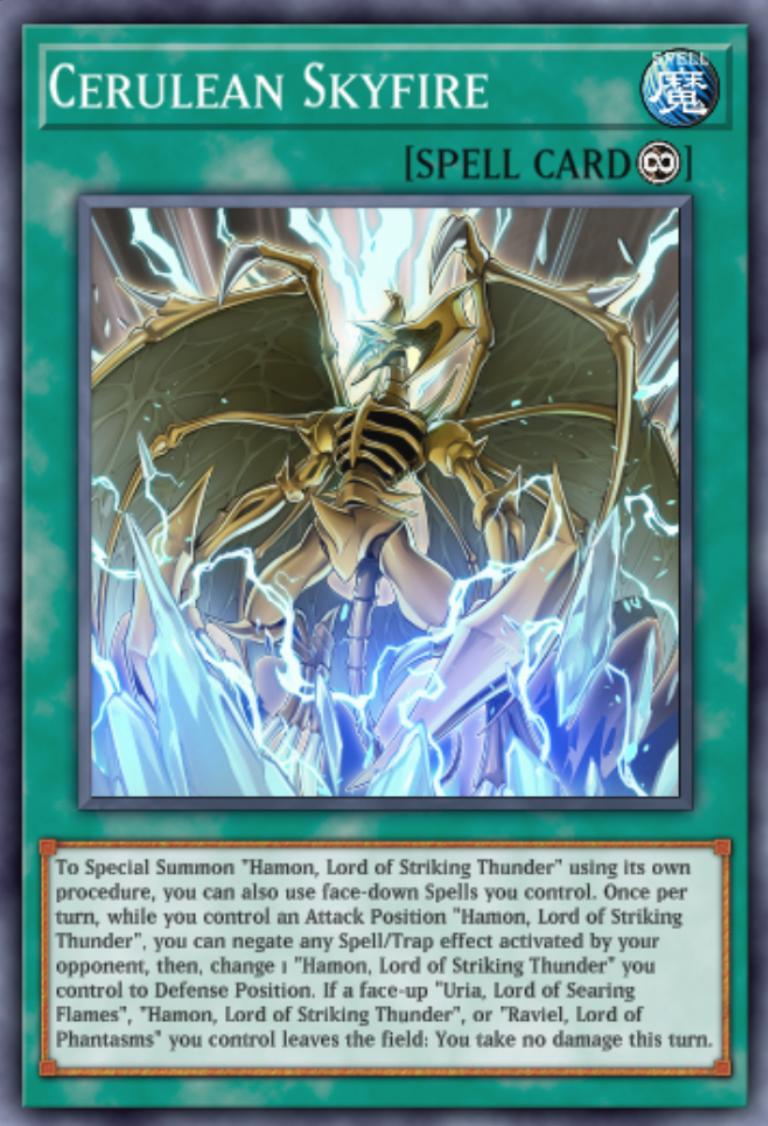 CERULEAN SKYFIRE
SPELL
魔
[SPELL CARD]
To Special Summon "Hamon, Lord of Striking Thunder" using its own
procedure, you can also use face-down Spells you control. Once per
turn, while you control an Attack Position "Hamon, Lord of Striking
Thunder", you can negate any Spell/Trap effect activated by your
opponent, then, change 1 "Hamon, Lord of Striking Thunder" you
control to Defense Position. If a face-up "Uria, Lord of Searing
Flames", "Hamon, Lord of Striking Thunder", or "Raviel, Lord of
Phantasms" you control leaves the field: You take no damage this turn.